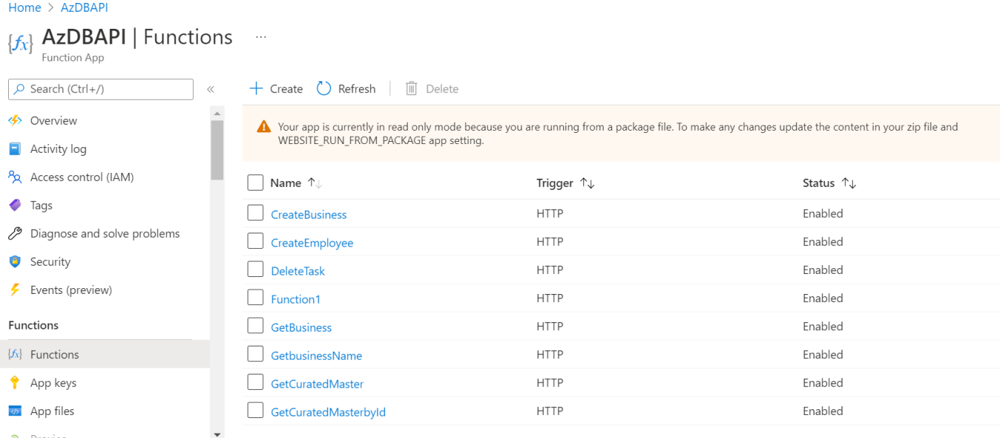 Home > AzDBAPI
AzDBAPI | Functions ...
Function App
Search (Ctrl+/)
«
Create
Refresh
Delete
Overview
Activity log
Access control (IAM)
Tags
Diagnose and solve problems
Security
Events (preview)
Functions
Functions
App keys
App files
Proxies
Your app is currently in read only mode because you are running from a package file. To make any changes update the content in your zip file and
WEBSITE_RUN_FROM_PACKAGE app setting.
Name ↑↓ Trigger ↑↓ Status ↑↓
CreateBusiness HTTP Enabled
CreateEmployee HTTP Enabled
DeleteTask HTTP Enabled
Function1 HTTP Enabled
GetBusiness HTTP Enabled
GetbusinessName HTTP Enabled
GetCuratedMaster HTTP Enabled
GetCuratedMasterbyId HTTP Enabled